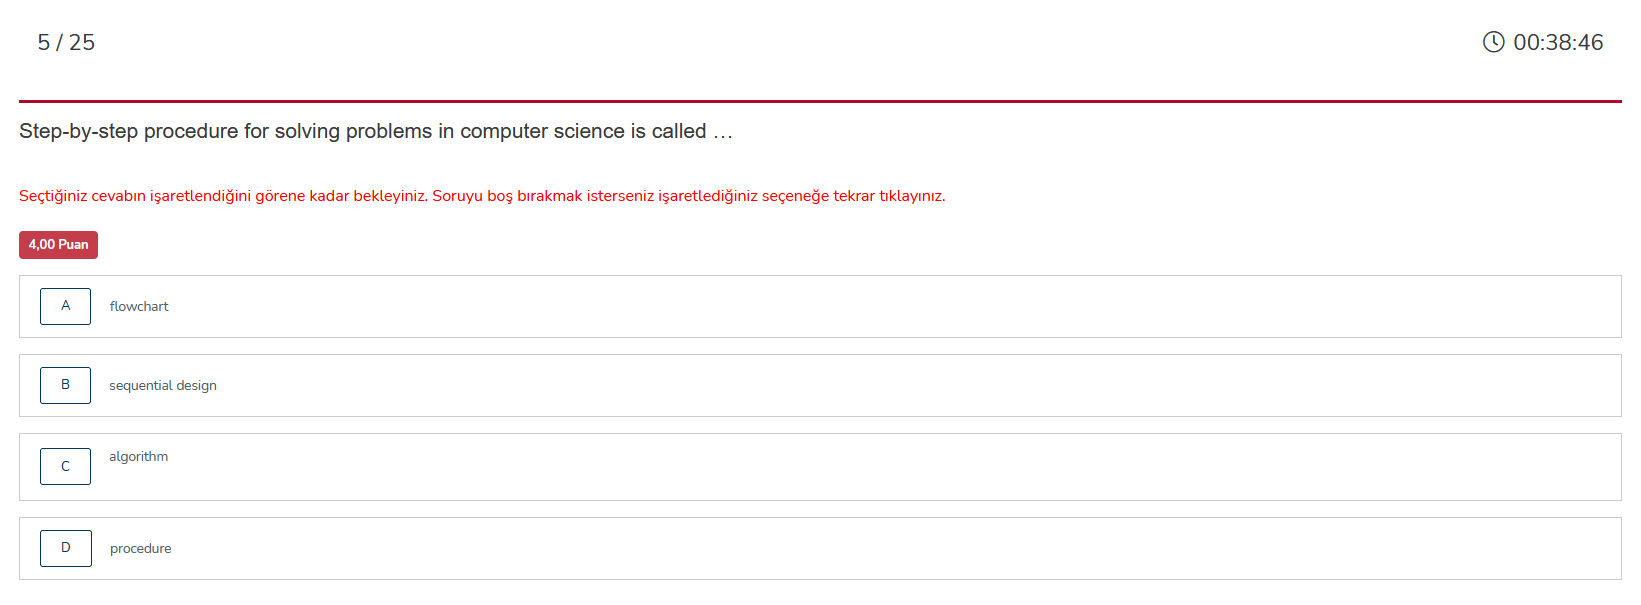 5 / 25
00:38:46
Step-by-step procedure for solving problems in computer science is called …
Seçtiğiniz cevabın işaretlendiğini görene kadar bekleyiniz. Soruyu boş bırakmak isterseniz işaretlediğiniz seçeneğe tekrar tıklayınız.
4,00 Puan
A flowchart
B sequential design
C algorithm
D procedure